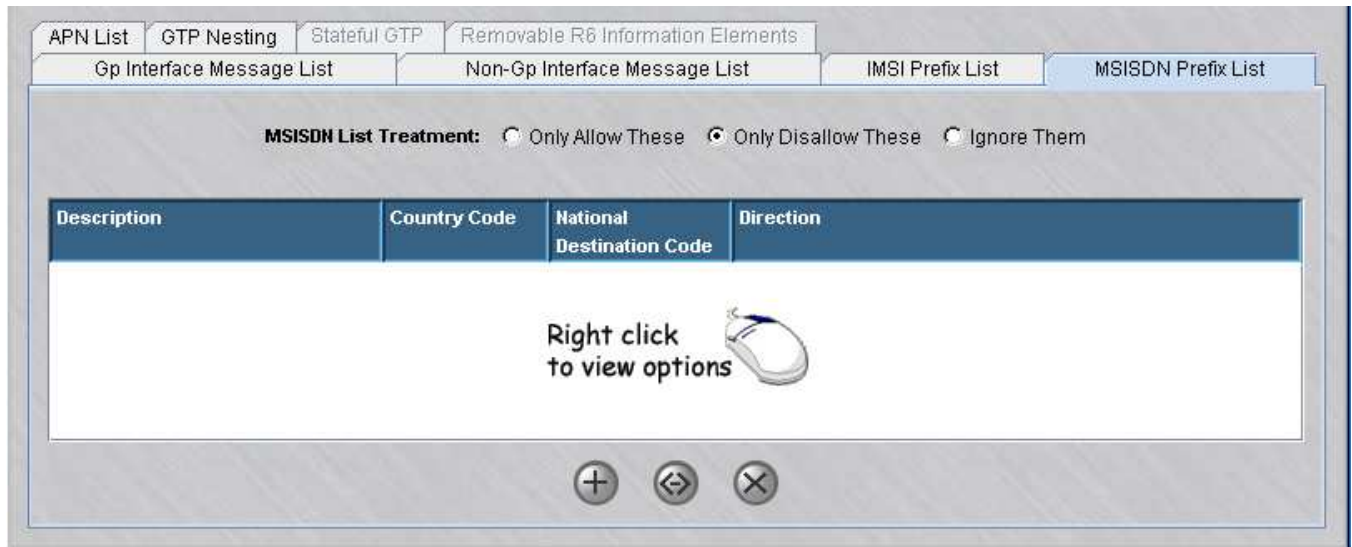 APN List GTP Nesting Stateful GTP Removable R6 Information Elements
Gp Interface Message List Non-Gp Interface Message List IMSI Prefix List MSISDN Prefix List
MSISDN List Treatment: Only Allow These Only Disallow These Ignore Them
Description Country Code National Destination Code Direction
Right click
to view options